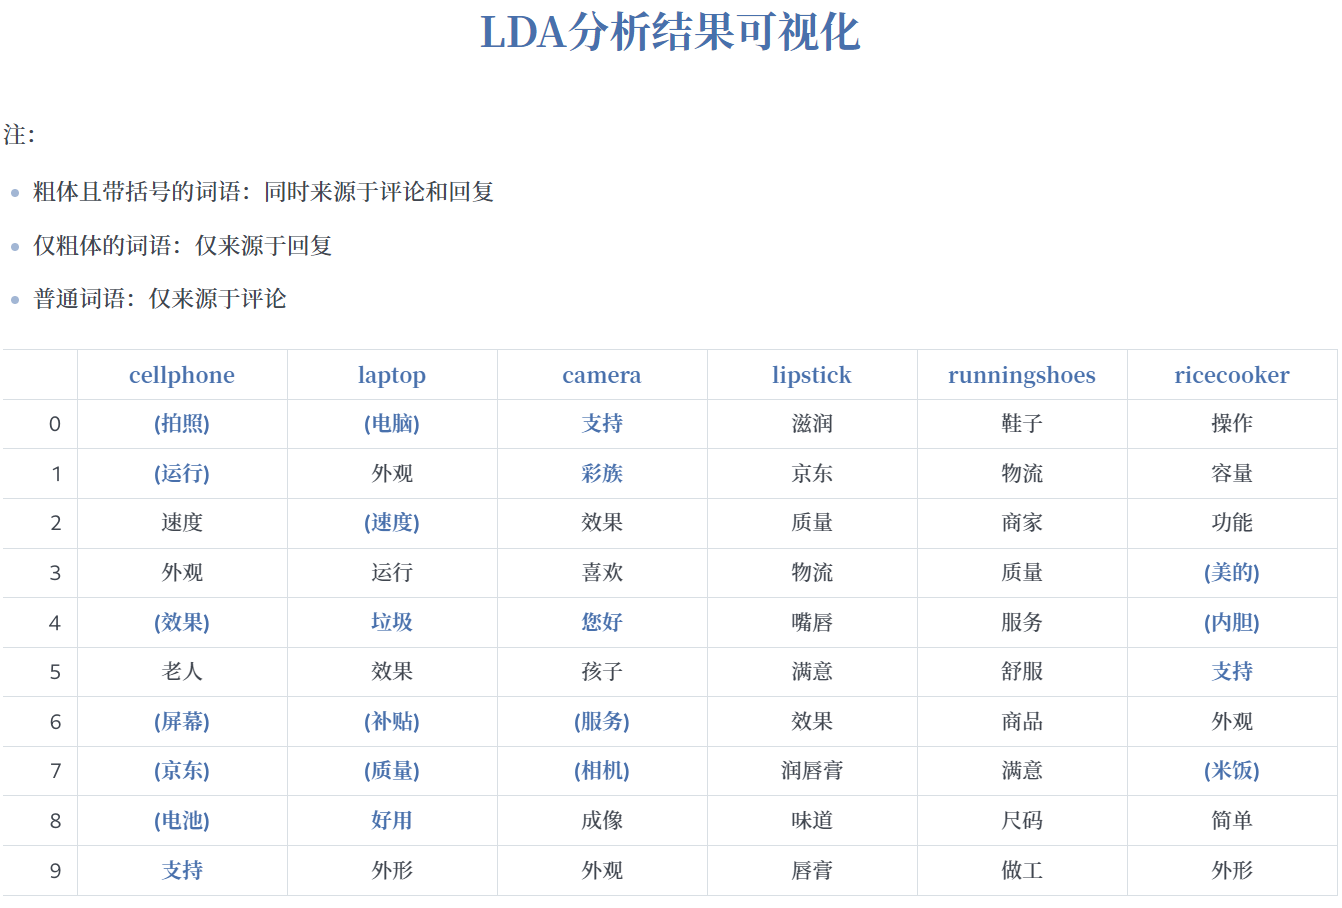 LDA分析结果可视化
注：
粗体且带括号的词语：同时来源于评论和回复
仅粗体的词语：仅来源于回复
普通词语：仅来源于评论
cellphone laptop camera lipstick runningshoes ricecooker
0 (拍照) (电脑) 支持 滋润 鞋子 操作
1 (运行) 外观 彩族 京东 物流 容量
2 速度 (速度) 效果 质量 商家 功能
3 外观 运行 喜欢 物流 质量 (美的)
4 (效果) 垃圾 您好 嘴唇 服务 (内胆)
5 老人 效果 孩子 满意 舒服 支持
6 (屏幕) (补贴) (服务) 效果 商品 外观
7 (京东) (质量) (相机) 润唇膏 满意 (米饭)
8 (电池) 好用 成像 味道 尺码 简单
9 支持 外形 外观 唇膏 做工 外形